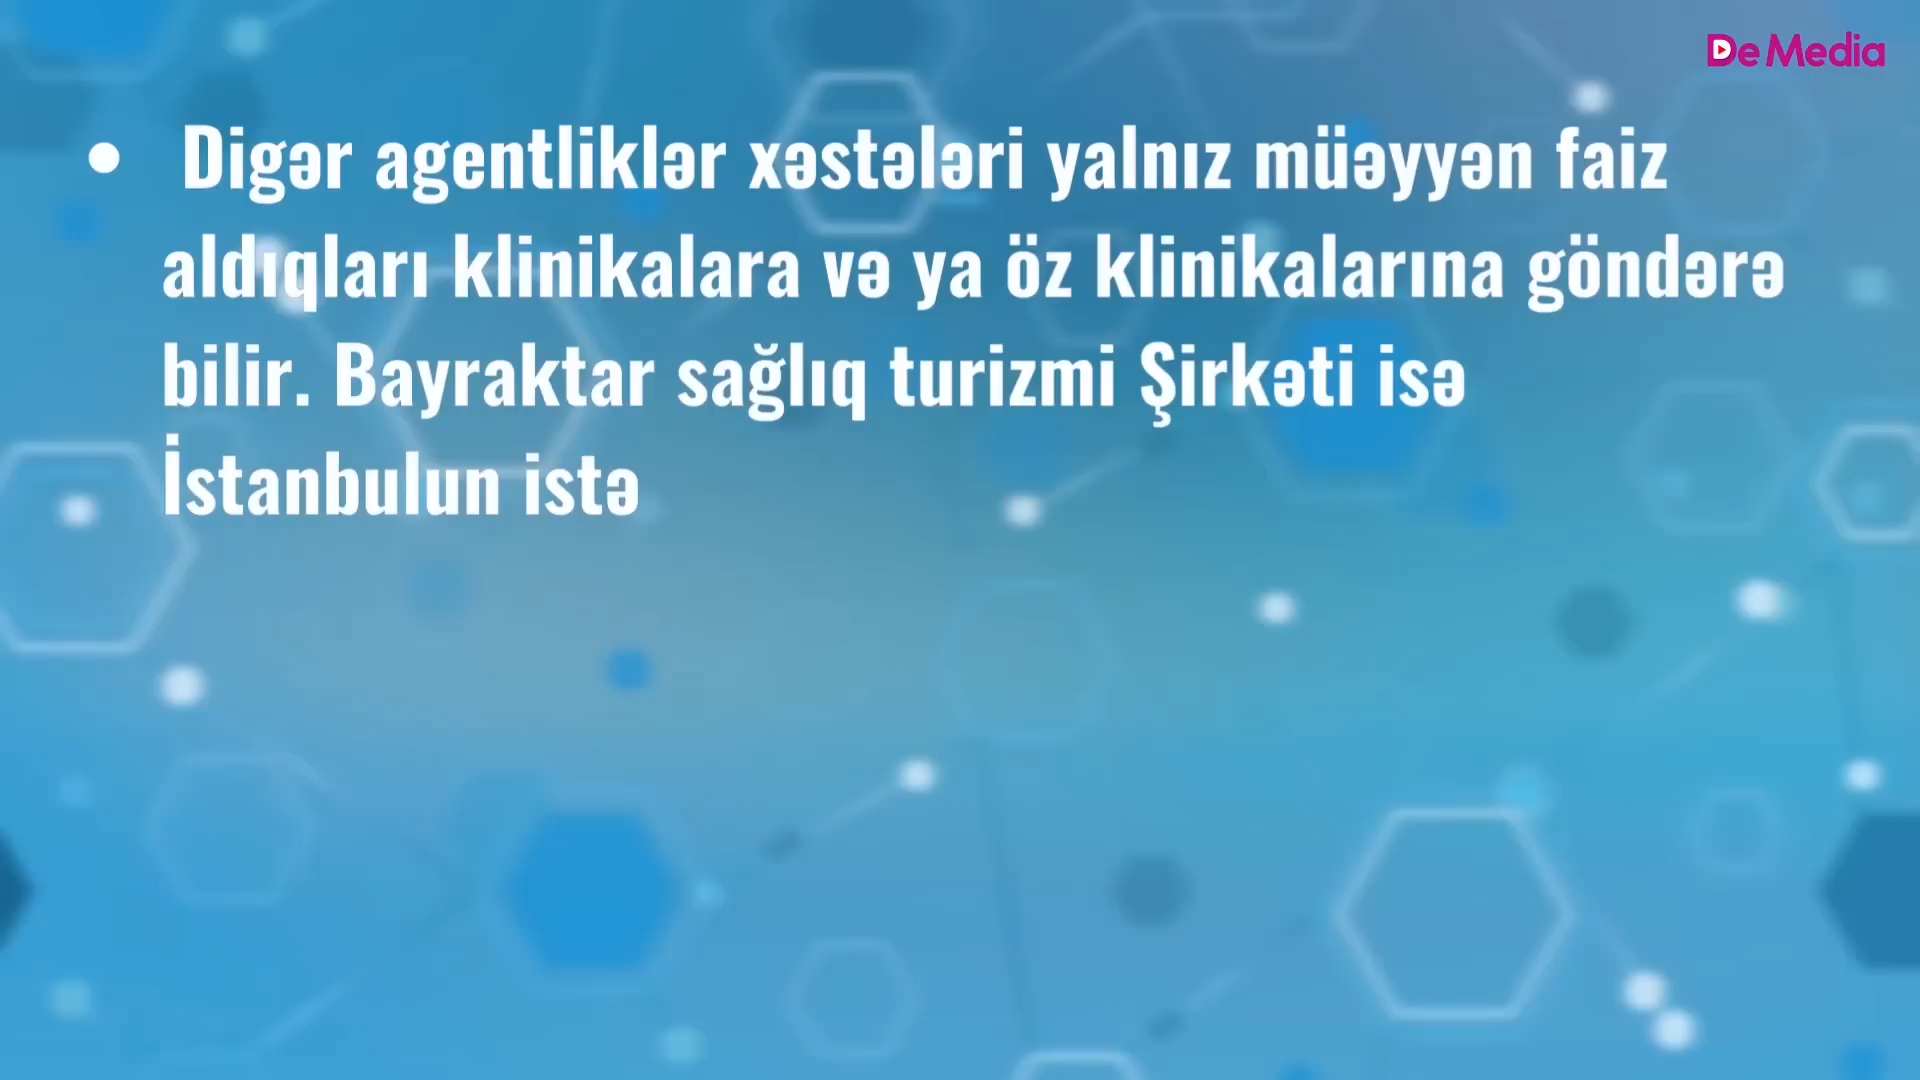 De Media
• Digər agentliklər xəstələri yalnız müəyyən faiz
aldıqları klinikalara və ya öz klinikalarına göndərə
bilir. Bayraktar sağlıq turizmi Şirkəti isə
İstanbulun istə